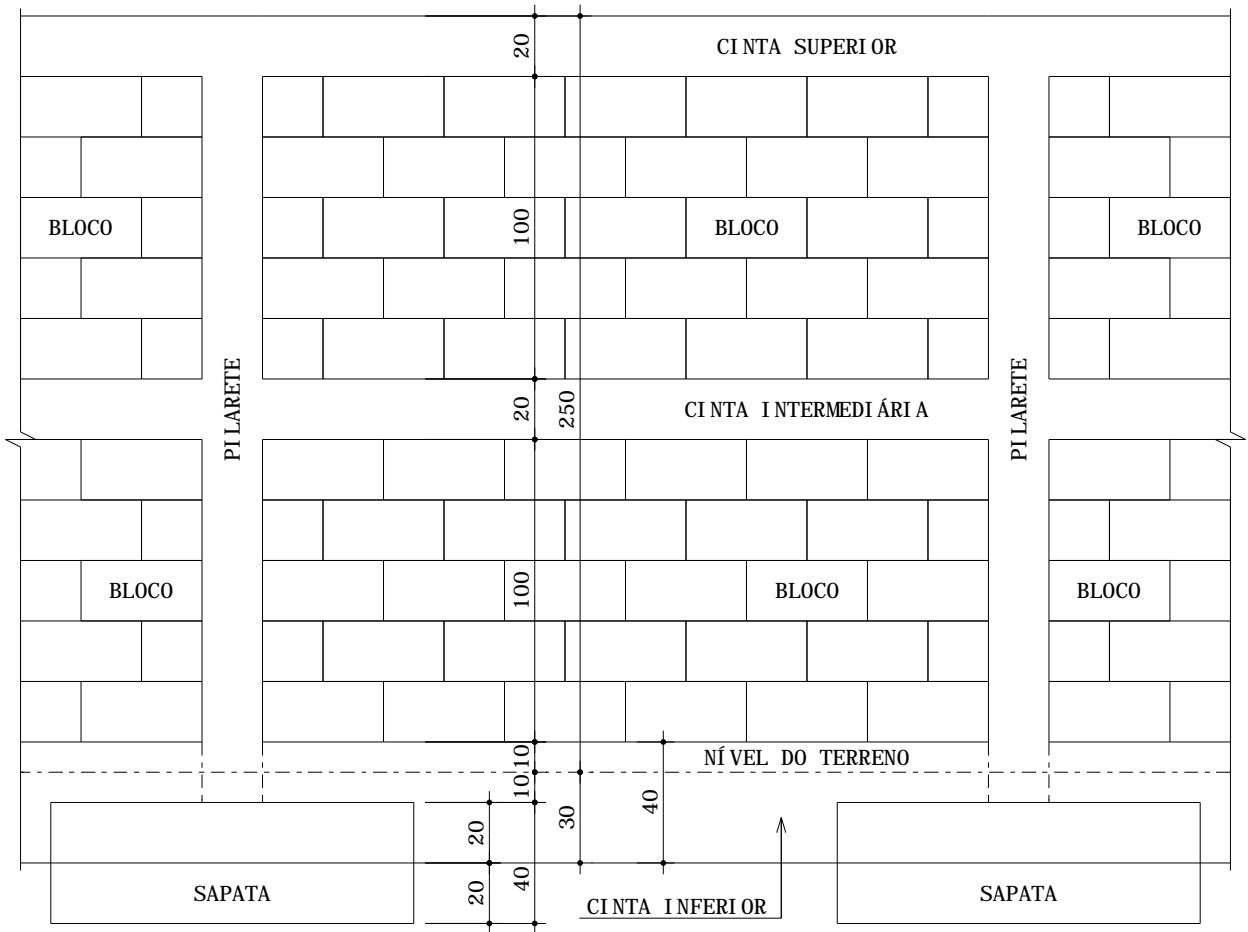 20
CINTA SUPERIOR
BLOCO
100
BLOCO
BLOCO
PILARETE
20
250
CINTA INTERMEDIÁRIA
PILARETE
BLOCO
100
BLOCO
BLOCO
10
10
NÍVEL DO TERRENO
20
30
40
SAPATA
20
40
CINTA INFERIOR
SAPATA